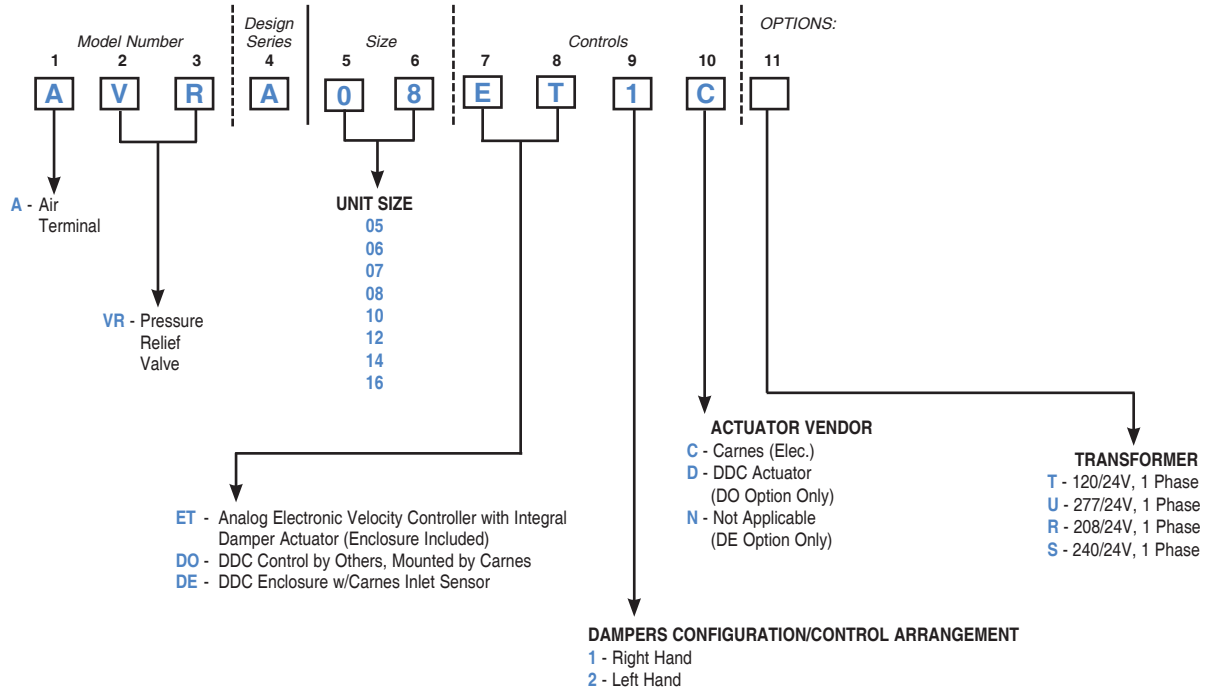 Model Number
Design
Series
Size
Controls
OPTIONS:
1 2 3 4 5 6 7 8 9 10 11
A V R A 0 8 E T 1 C
A - Air
Terminal
VR - Pressure
Relief
Valve
UNIT SIZE
05
06
07
08
10
12
14
16
ET - Analog Electronic Velocity Controller with Integral
Damper Actuator (Enclosure Included)
DO - DDC Control by Others, Mounted by Carnes
DE - DDC Enclosure w/Carnes Inlet Sensor
DAMPERS CONFIGURATION/CONTROL ARRANGEMENT
1 - Right Hand
2 - Left Hand
ACTUATOR VENDOR
C - Carnes (Elec.)
D - DDC Actuator
(DO Option Only)
N - Not Applicable
(DE Option Only)
TRANSFORMER
T - 120/24V, 1 Phase
U - 277/24V, 1 Phase
R - 208/24V, 1 Phase
S - 240/24V, 1 Phase